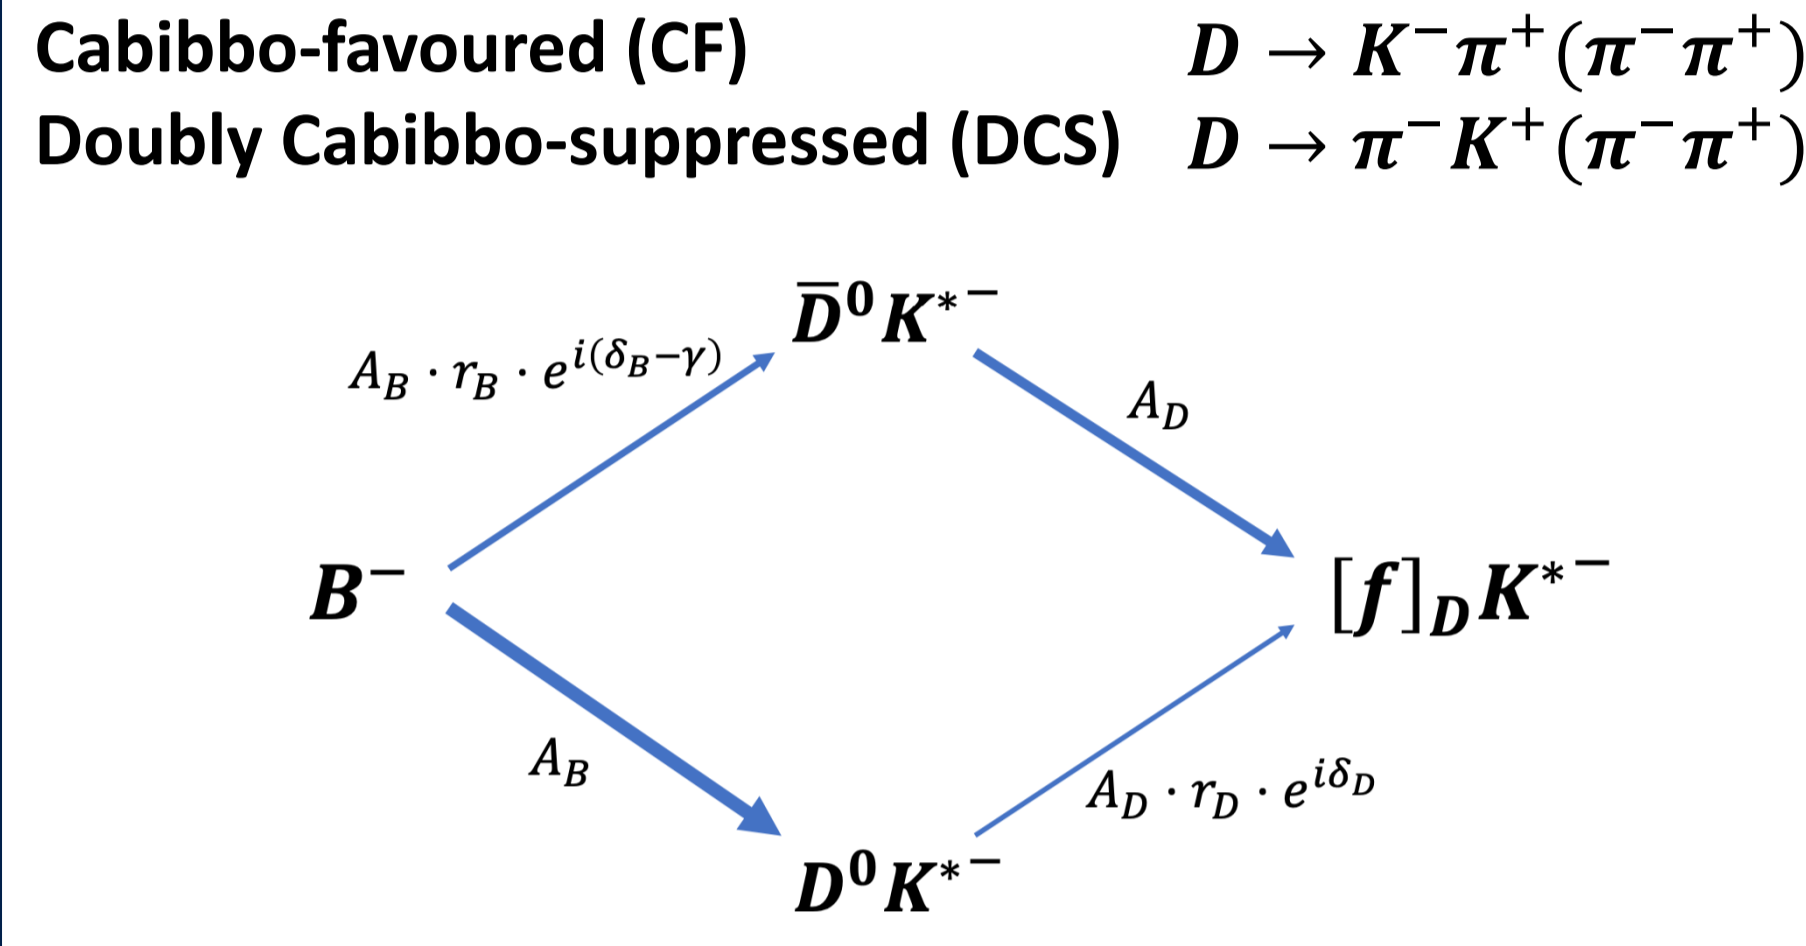 Cabibbo-favoured (CF) D → K⁻π⁺(π⁻π⁺)
Doubly Cabibbo-suppressed (DCS) D → π⁻K⁺(π⁻π⁺)
D̅⁰K*⁻
A_B · r_B · e^{i(δ_B−γ)}
A_D
B⁻
[f]_D K*⁻
A_B
A_D · r_D · e^{iδ_D}
D⁰K*⁻